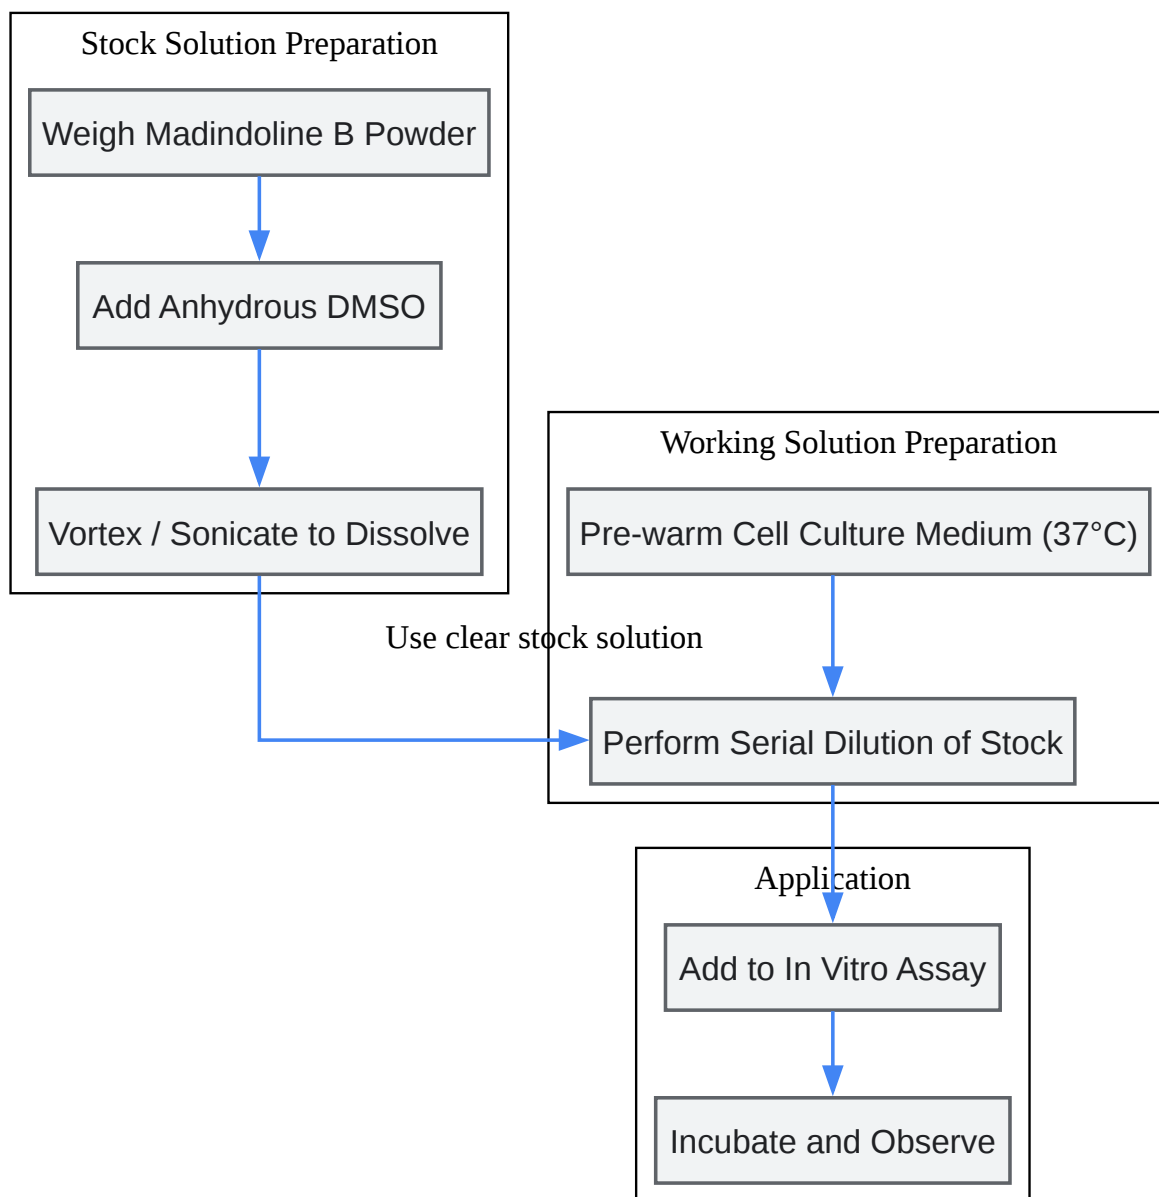 Stock Solution Preparation
Weigh Madindoline B Powder
Add Anhydrous DMSO
Vortex / Sonicate to Dissolve
Use clear stock solution
Working Solution Preparation
Pre-warm Cell Culture Medium (37°C)
Perform Serial Dilution of Stock
Application
Add to In Vitro Assay
Incubate and Observe